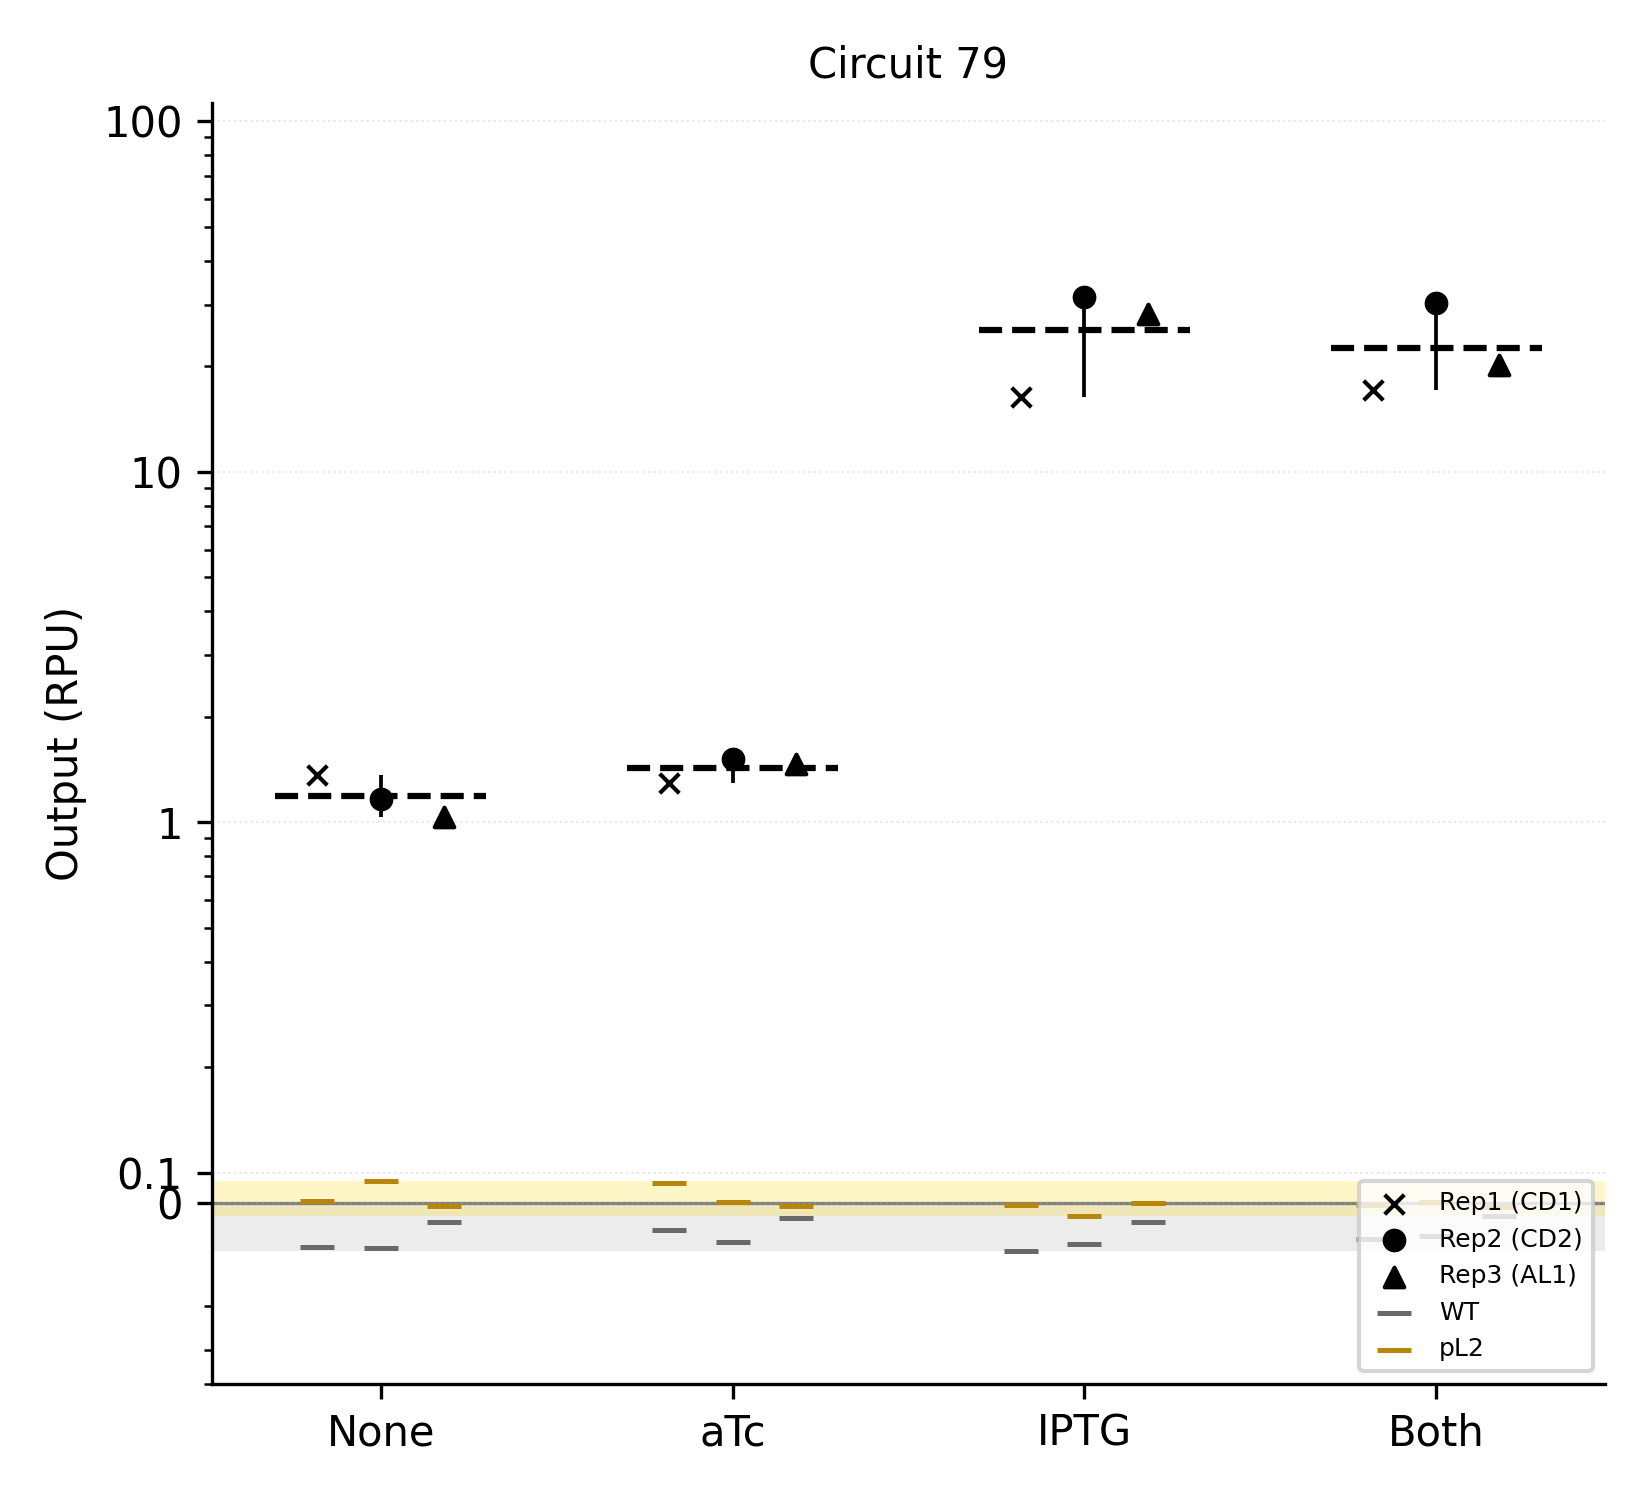 Circuit 79
100
10
1
0.1
0
Output (RPU)
None
aTc
IPTG
Both
Rep1 (CD1)
Rep2 (CD2)
Rep3 (AL1)
WT
pL2